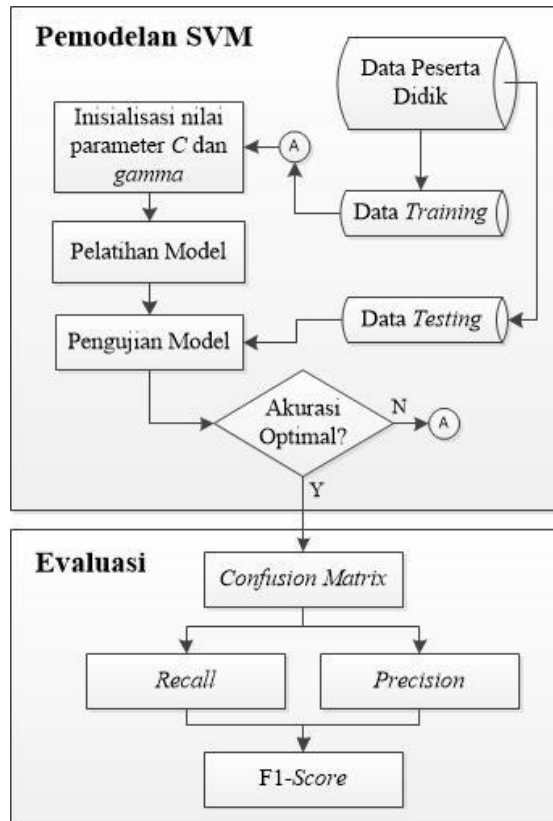 Pemodelan SVM
Data Peserta
Didik
Inisialisasi nilai
parameter C dan
gamma
A
Data Training
Pelatihan Model
Pengujian Model
Data Testing
Akurasi
Optimal?
N
A
Y
Evaluasi
Confusion Matrix
Recall
Precision
F1-Score